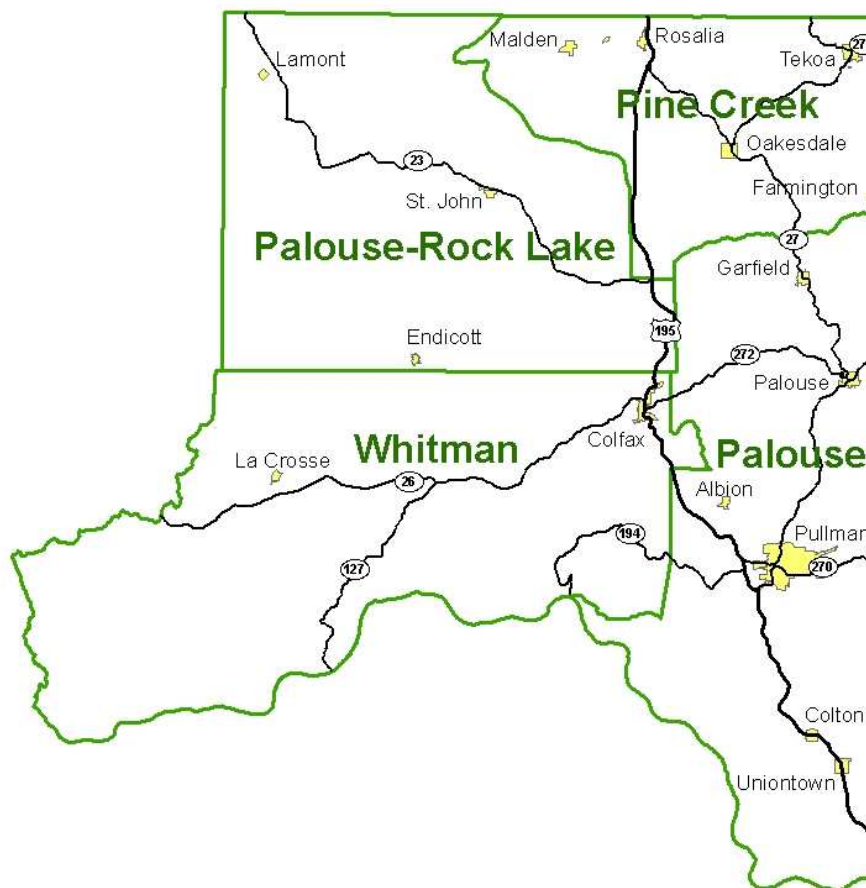 Malden
Rosalia
27
Lamont
Tekoa
Pine Creek
Oakesdale
23
St. John
Farmington
Palouse-Rock Lake
27
Garfield
195
Endicott
272
Palouse
Whitman
Colfax
Palouse
La Crosse
26
Albion
194
Pullman
127
270
Colton
Uniontown